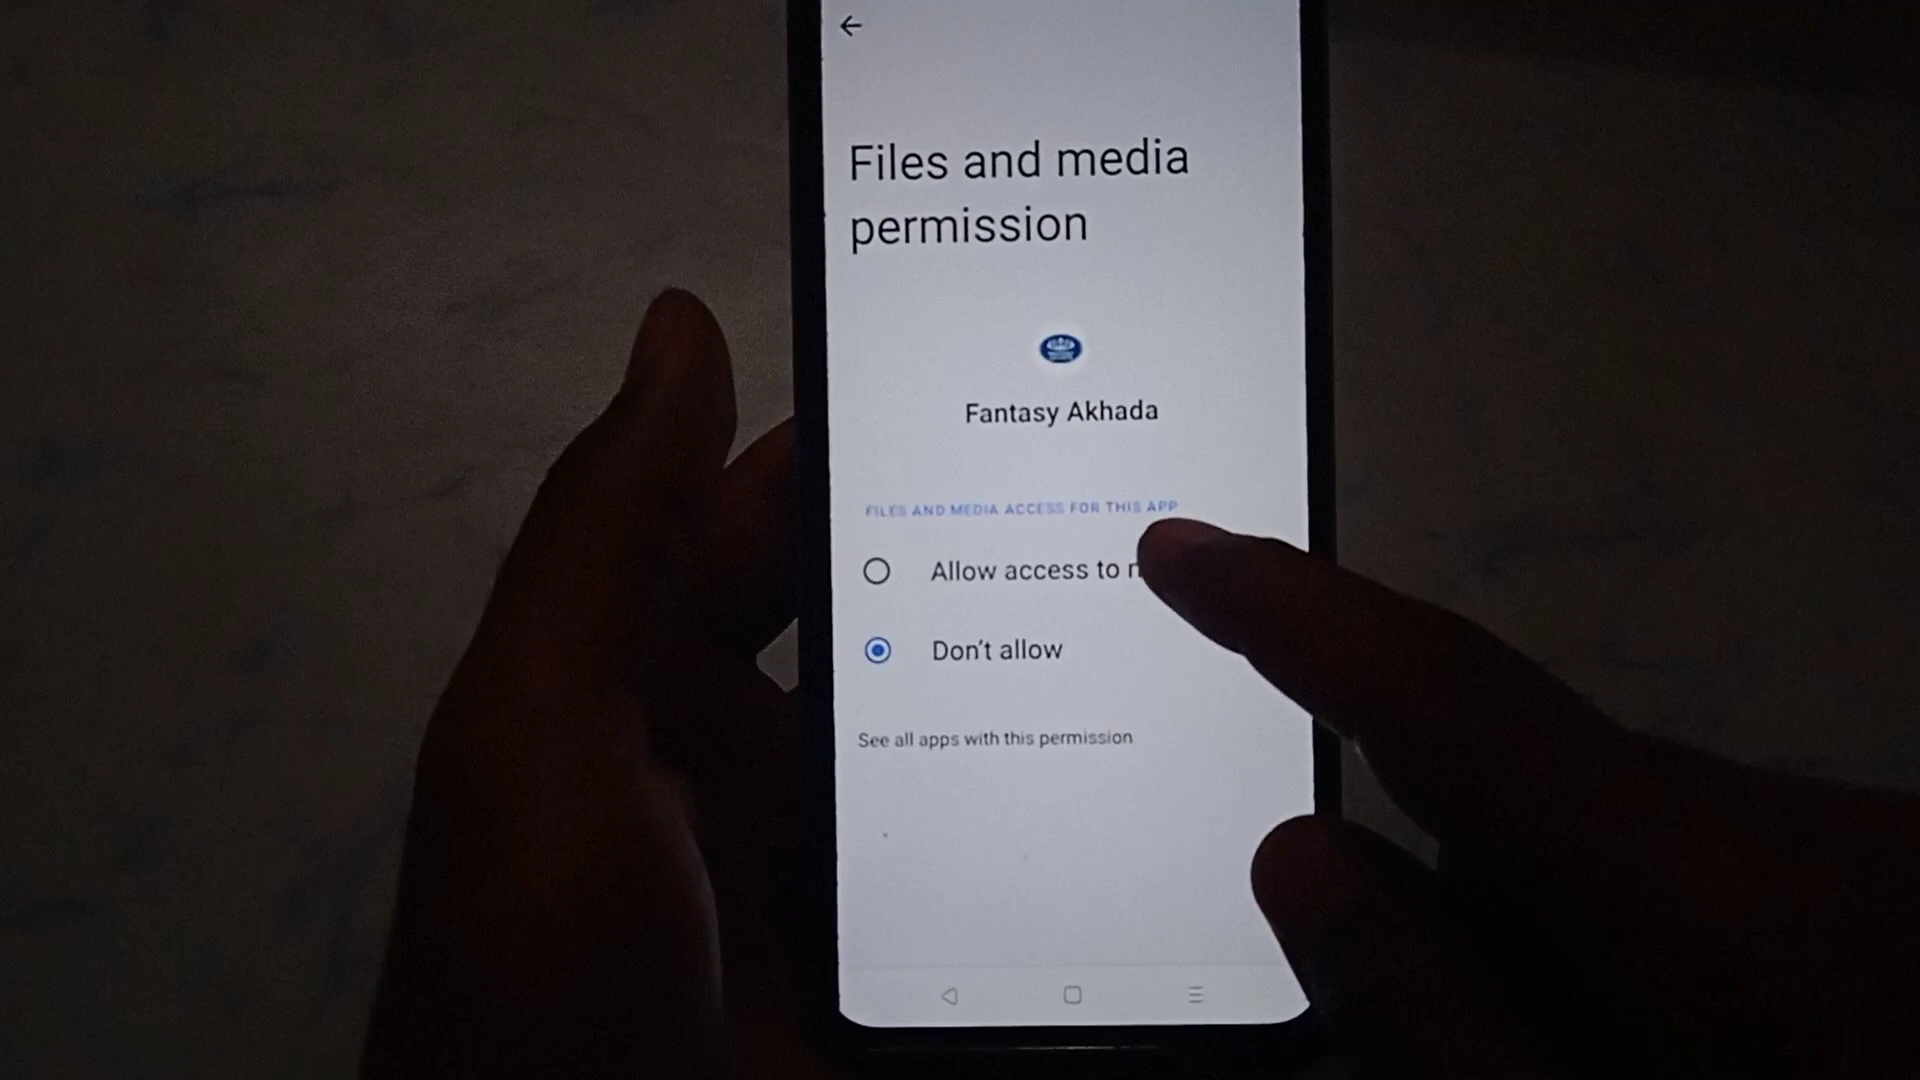 Files and media
permission
Fantasy Akhada
FILES AND MEDIA ACCESS FOR THIS APP
Allow access to
Don't allow
See all apps with this permission